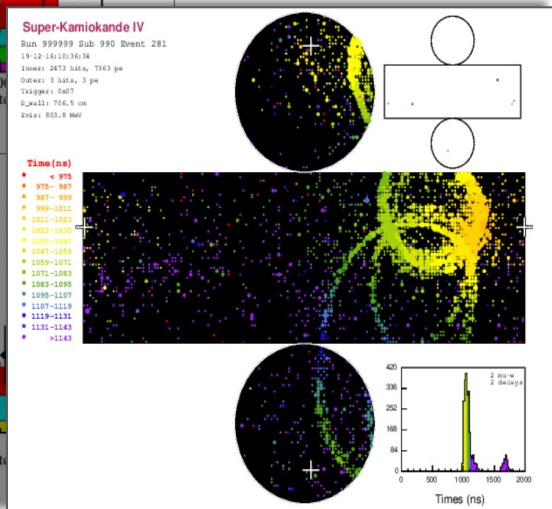 Super-Kamiokande IV
Run 999999 Sub 990 Event 281
19-12-16:10:36:34
Inner: 2473 hits, 7363 pe
Outer: 3 hits, 3 pe
Trigger: 0x07
D_wall: 706.5 cm
Evis: 803.8 MeV
Time(ns)
< 975
975- 987
987- 999
999-1011
1011-1023
1023-1035
1035-1047
1047-1059
1059-1071
1071-1083
1083-1095
1095-1107
1107-1119
1119-1131
1131-1143
>1143
420
336
252
168
84
0
2 mu-e
2 decays
0 500 1000 1500 2000
Times (ns)